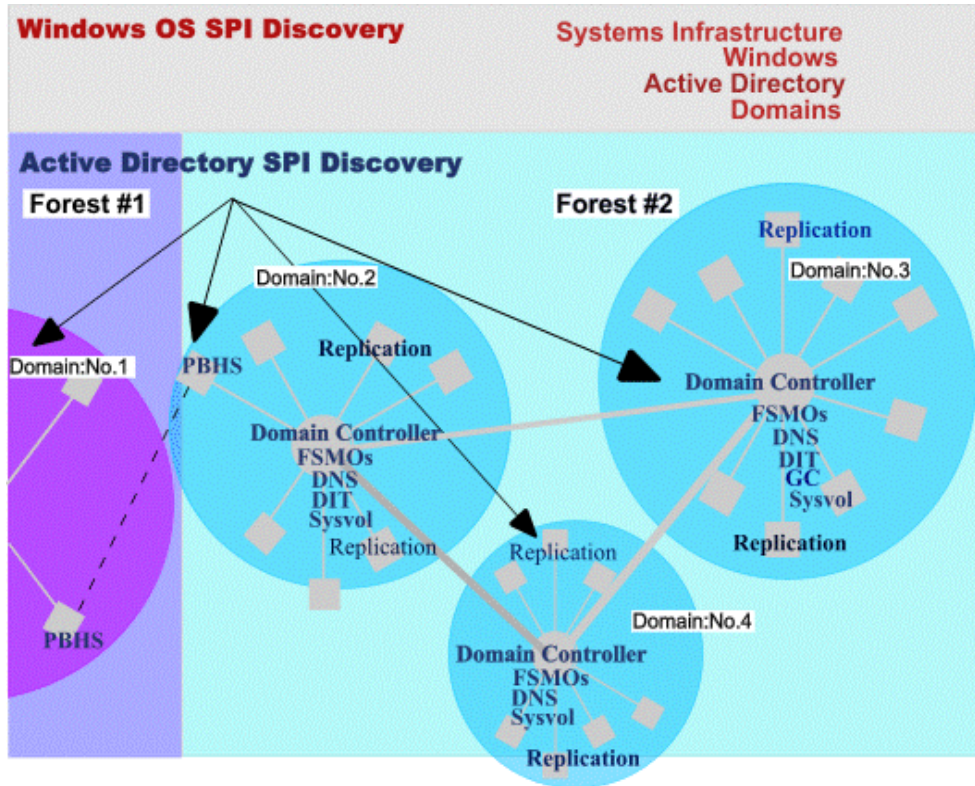 Windows OS SPI Discovery
Systems Infrastructure
Windows
Active Directory
Domains
Active Directory SPI Discovery
Forest #1
Forest #2
Domain:No.1
PBHS
Domain:No.2
PBHS
Replication
Domain Controller
FSMOs
DNS
DIT
Sysvol
Replication
Replication
Domain:No.3
Domain Controller
FSMOs
DNS
DIT
GC
Sysvol
Replication
Replication
Domain:No.4
Domain Controller
FSMOs
DNS
Sysvol
Replication